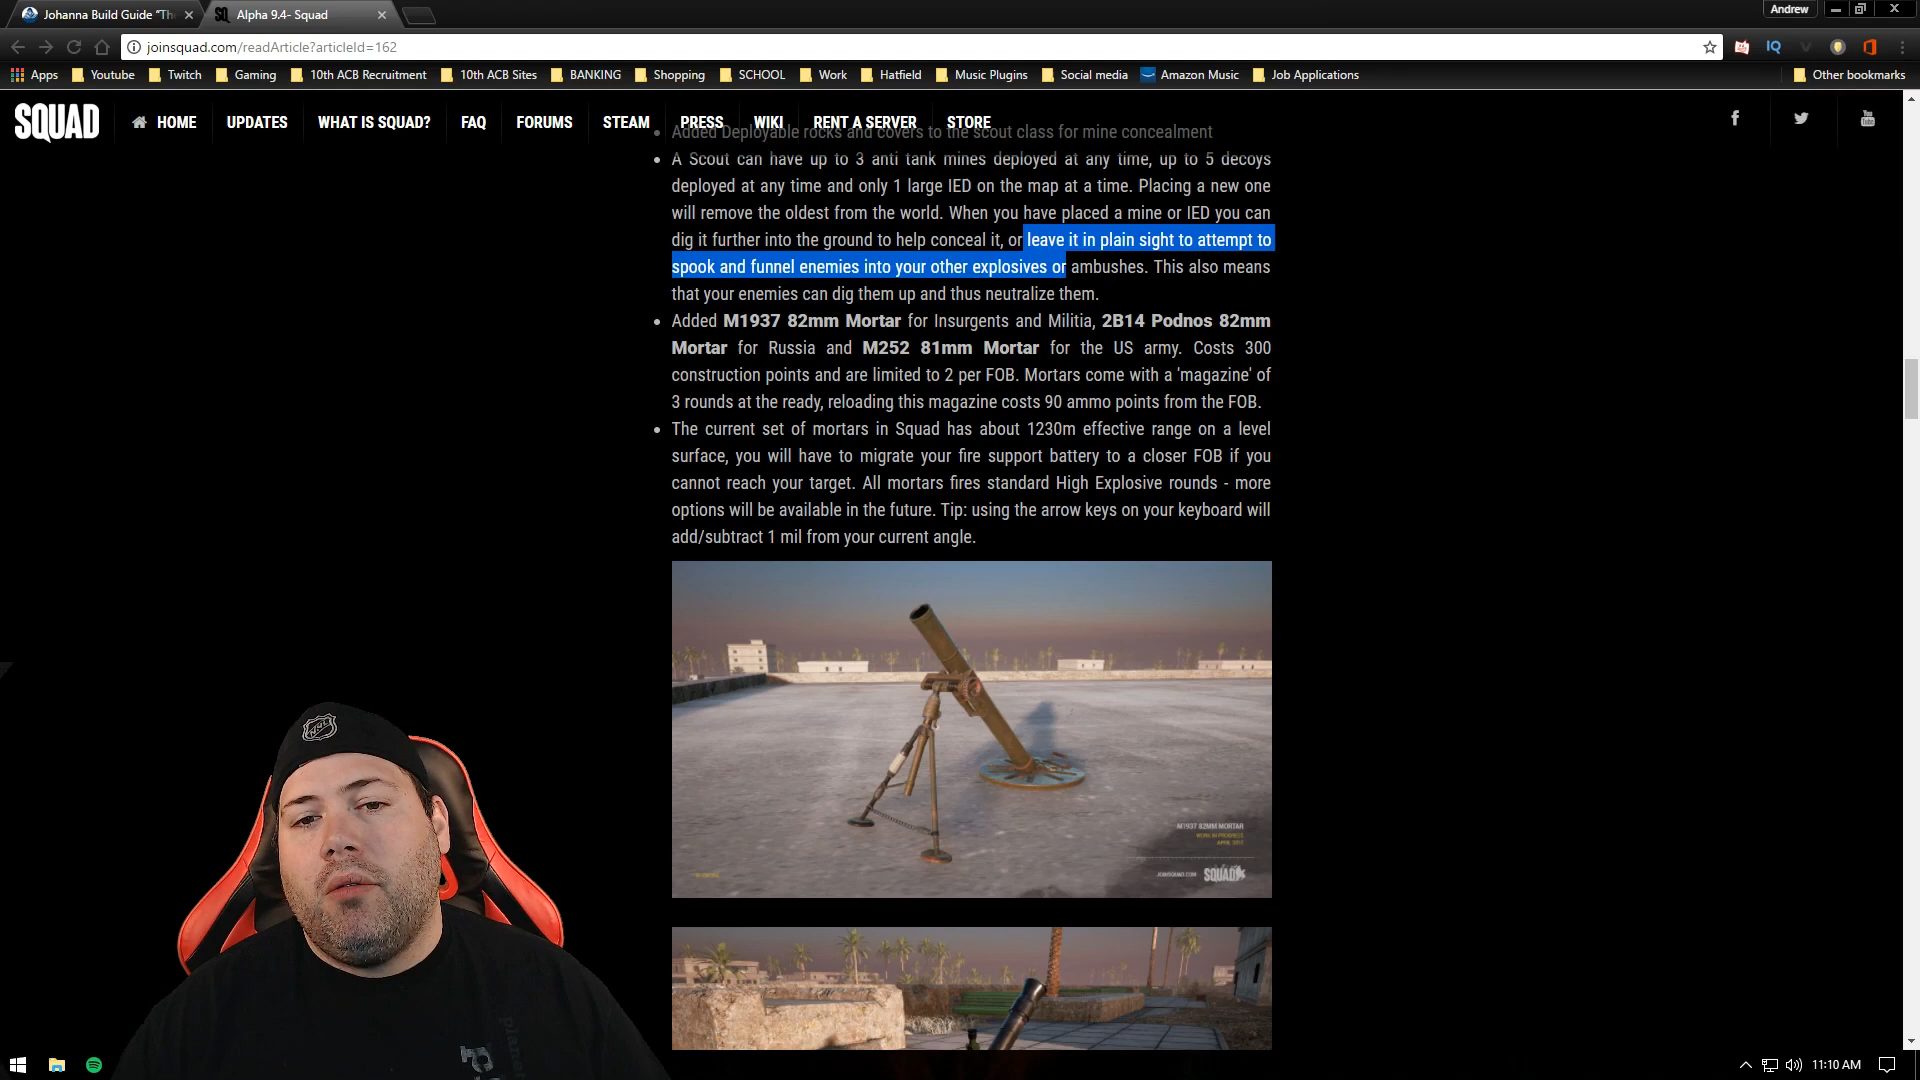 Johanna Build Guide "Th
Alpha 9.4- Squad
Andrew
joinsquad.com/readArticle?articleId=162
Apps Youtube Twitch Gaming 10th ACB Recruitment 10th ACB Sites BANKING Shopping SCHOOL Work Hatfield Music Plugins Social media Amazon Music Job Applications Other bookmarks
SQUAD HOME UPDATES WHAT IS SQUAD? FAQ FORUMS STEAM PRESS WIKI RENT A SERVER STORE
Added Deployable rocks and covers to the scout class for mine concealment
A Scout can have up to 3 anti tank mines deployed at any time, up to 5 decoys
deployed at any time and only 1 large IED on the map at a time. Placing a new one
will remove the oldest from the world. When you have placed a mine or IED you can
dig it further into the ground to help conceal it, or leave it in plain sight to attempt to
spook and funnel enemies into your other explosives or ambushes. This also means
that your enemies can dig them up and thus neutralize them.
Added M1937 82mm Mortar for Insurgents and Militia, 2B14 Podnos 82mm
Mortar for Russia and M252 81mm Mortar for the US army. Costs 300
construction points and are limited to 2 per FOB. Mortars come with a 'magazine' of
3 rounds at the ready, reloading this magazine costs 90 ammo points from the FOB.
The current set of mortars in Squad has about 1230m effective range on a level
surface, you will have to migrate your fire support battery to a closer FOB if you
cannot reach your target. All mortars fires standard High Explosive rounds - more
options will be available in the future. Tip: using the arrow keys on your keyboard will
add/subtract 1 mil from your current angle.
M1937 82MM MORTAR
WORK IN PROGRESS
APRIL 2017
JOINSQUAD.COM SQUAD
NHL
11:10 AM